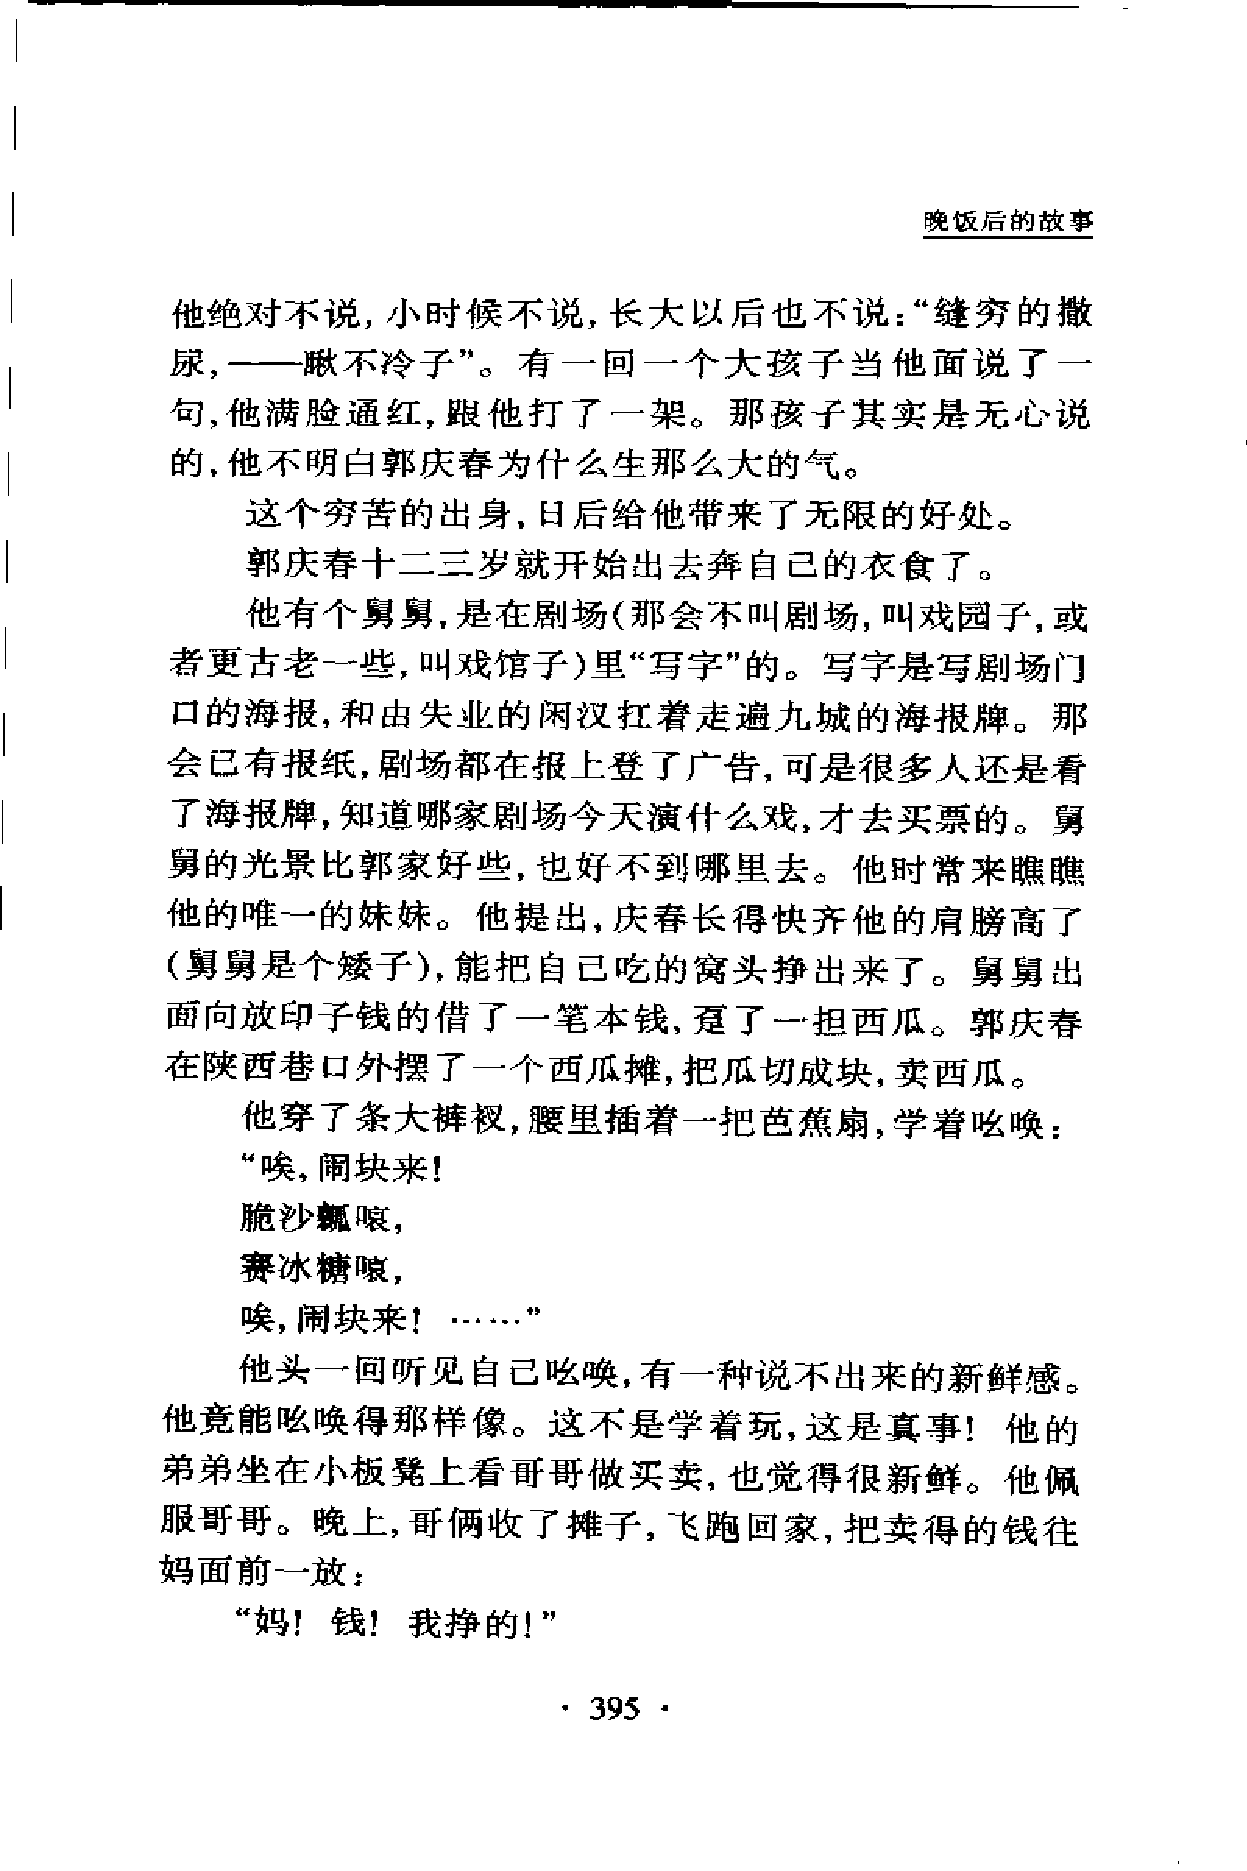 晚饭后的故事
他绝对不说,小时候不说,长大以后也不说:“缝穷的撒
尿,——瞅不冷子”。有一回一个大孩子当他面说了一
句,他满脸通红,跟他打了一架。那孩子其实是无心说
的,他不明白郭庆春为什么生那么大的气。
这个穷苦的出身,日后给他带来了无限的好处。
郭庆春十二三岁就开始出去奔自己的衣食了。
他有个舅舅,是在剧场(那会不叫剧场,叫戏园子,或
者更古老一些,叫戏馆子)里“写字”的。写字是写剧场门
口的海报,和由失业的闲汉扛着走遍九城的海报牌。那
会已有报纸,剧场都在报上登了广告,可是很多人还是看
了海报牌,知道哪家剧场今天演什么戏,才去买票的。舅
舅的光景比郭家好些,也好不到哪里去。他时常来瞧瞧
他的唯一的妹妹。他提出,庆春长得快齐他的肩膀高了
(舅舅是个矮子),能把自己吃的窝头挣出来了。舅舅出
面向放印子钱的借了一笔本钱,趸了一担西瓜。郭庆春
在陕西巷口外摆了一个西瓜摊,把瓜切成块,卖西瓜。
他穿了条大裤衩,腰里插着一把芭蕉扇,学着吆唤:
“唉,闹块来!
脆沙瓤哏,
赛冰糖哏,
唉,闹块来! ……”
他头一回听见自己吆唤,有一种说不出来的新鲜感。
他竟能吆唤得那样像。这不是学着玩,这是真事! 他的
弟弟坐在小板凳上看哥哥做买卖,也觉得很新鲜。他佩
服哥哥。晚上,哥俩收了摊子,飞跑回家,把卖得的钱往
妈面前一放:
“妈! 钱! 我挣的!”
· 395 ·